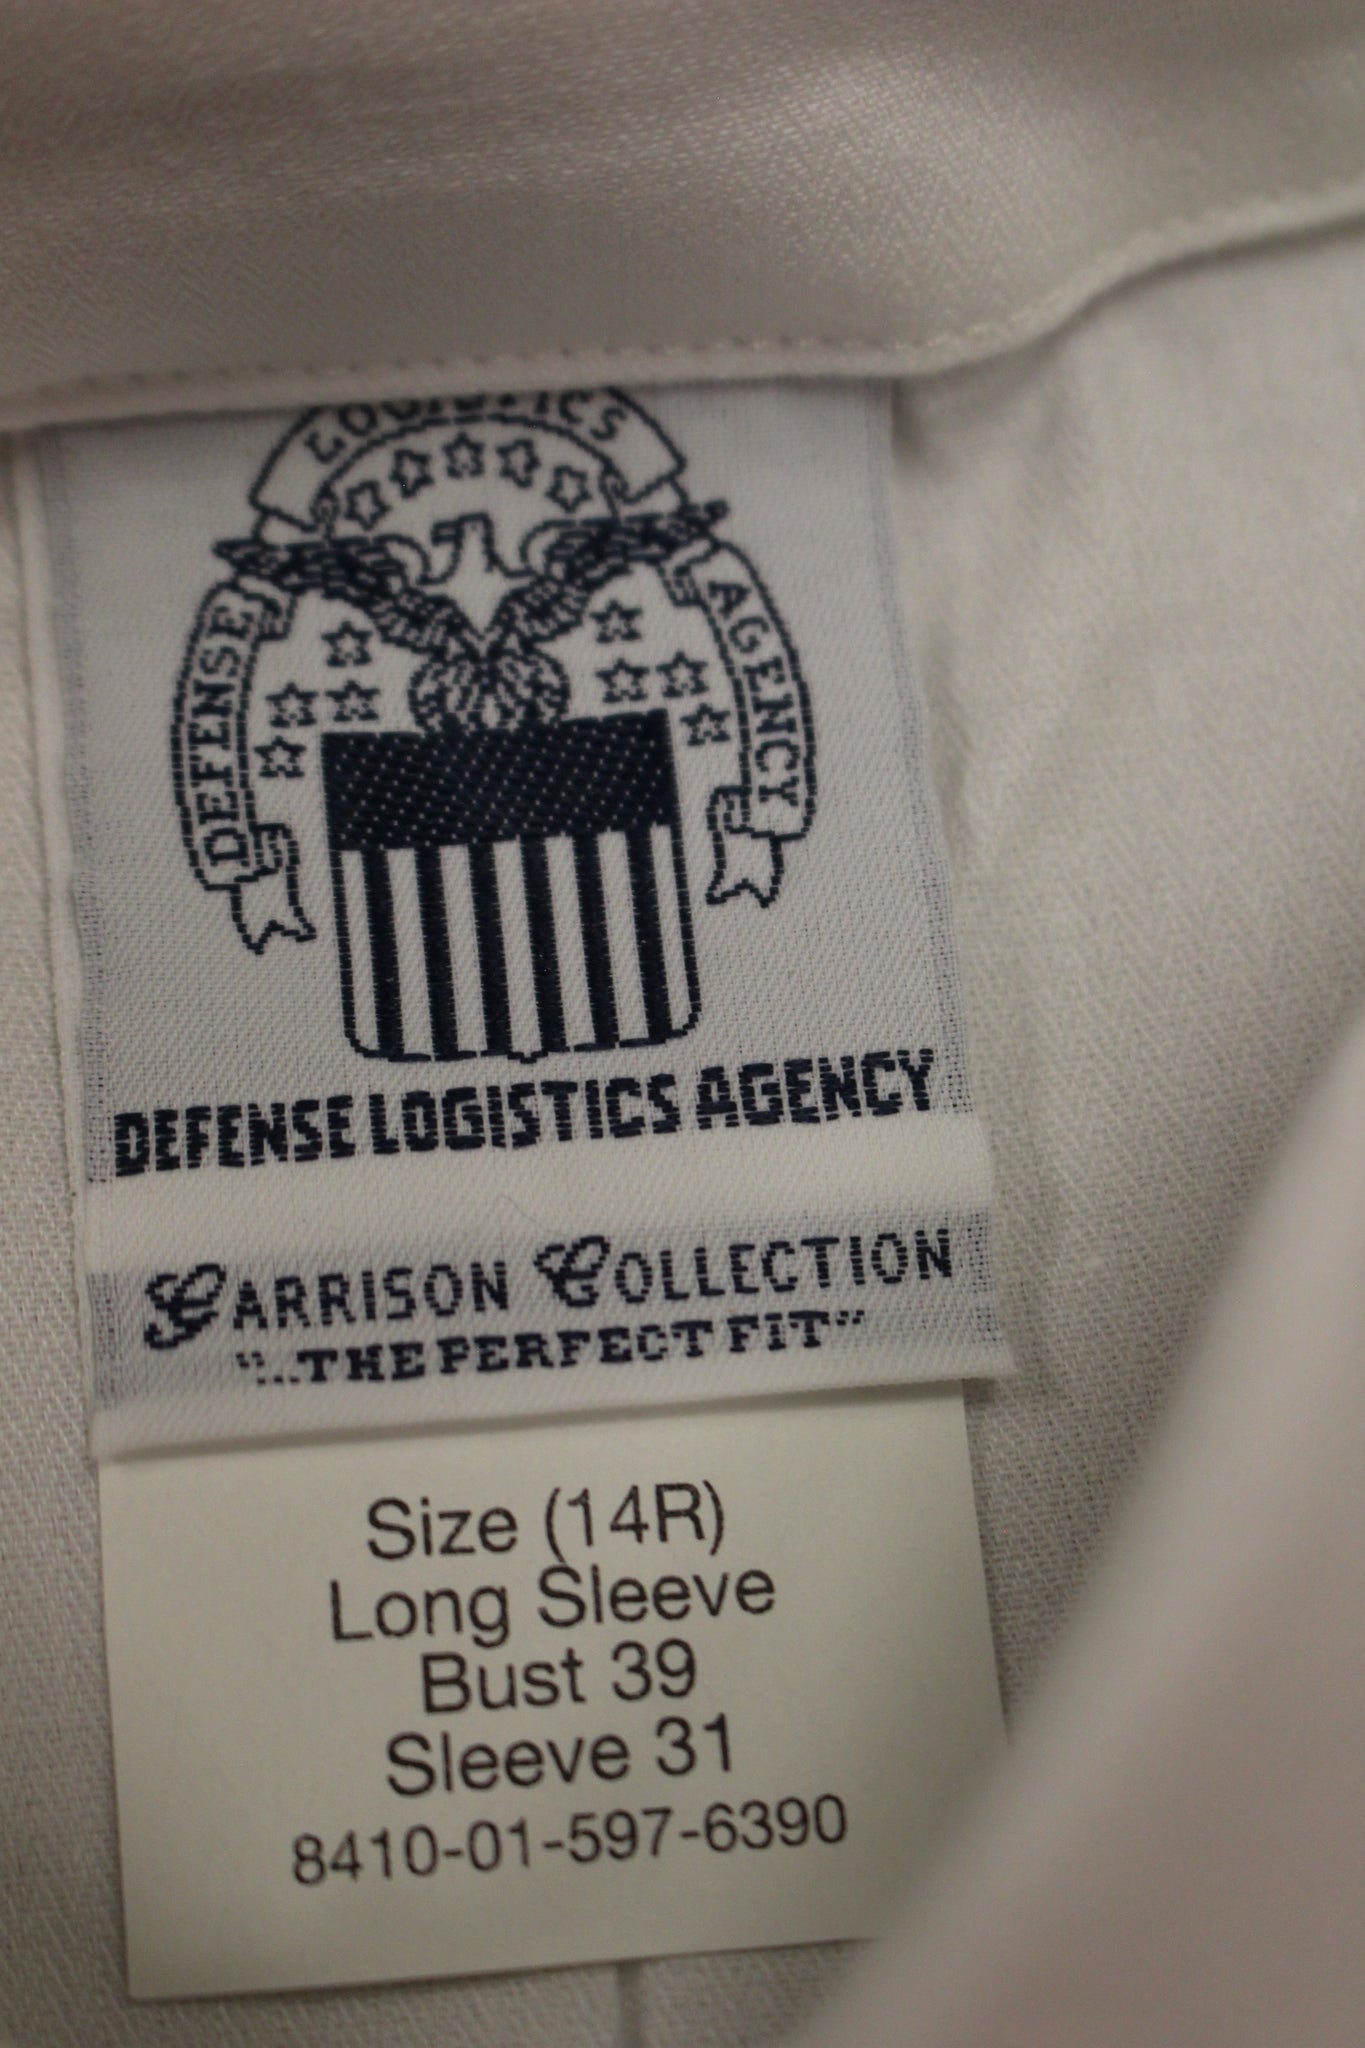 LOGISTICS
DEFENSE
AGENCY
DEFENSE LOGISTICS AGENCY
GARRISON COLLECTION
"...THE PERFECT FIT"
Size (14R)
Long Sleeve
Bust 39
Sleeve 31
8410-01-597-6390